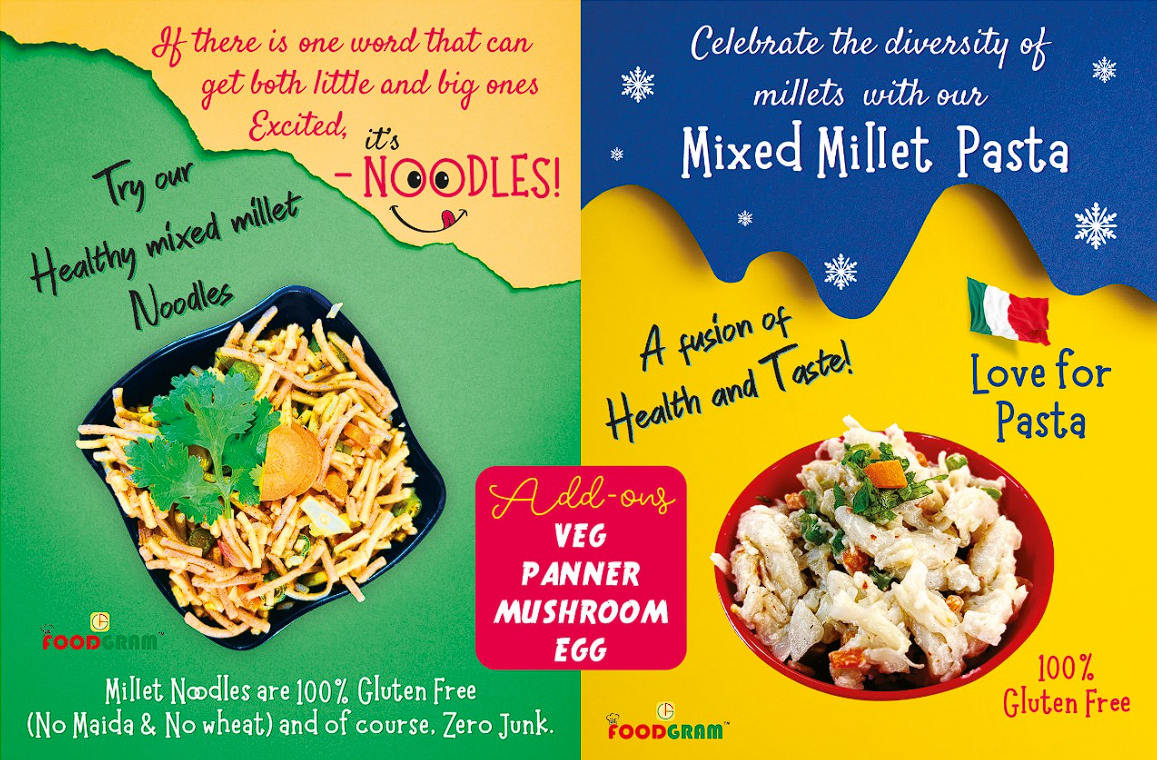 If there is one word that can
get both little and big ones
Excited,
it's
- NOODLES!
Try our
Healthy mixed millet
Noodles
FOODGRAM
TM
Millet Noodles are 100% Gluten Free
(No Maida & No wheat) and of course, Zero Junk.
Add-ons
VEG
PANNER
MUSHROOM
EGG
Celebrate the diversity of
millets with our
Mixed Millet Pasta
A fusion of
Health and Taste!
Love for
Pasta
100%
Gluten Free
FOODGRAM
TM